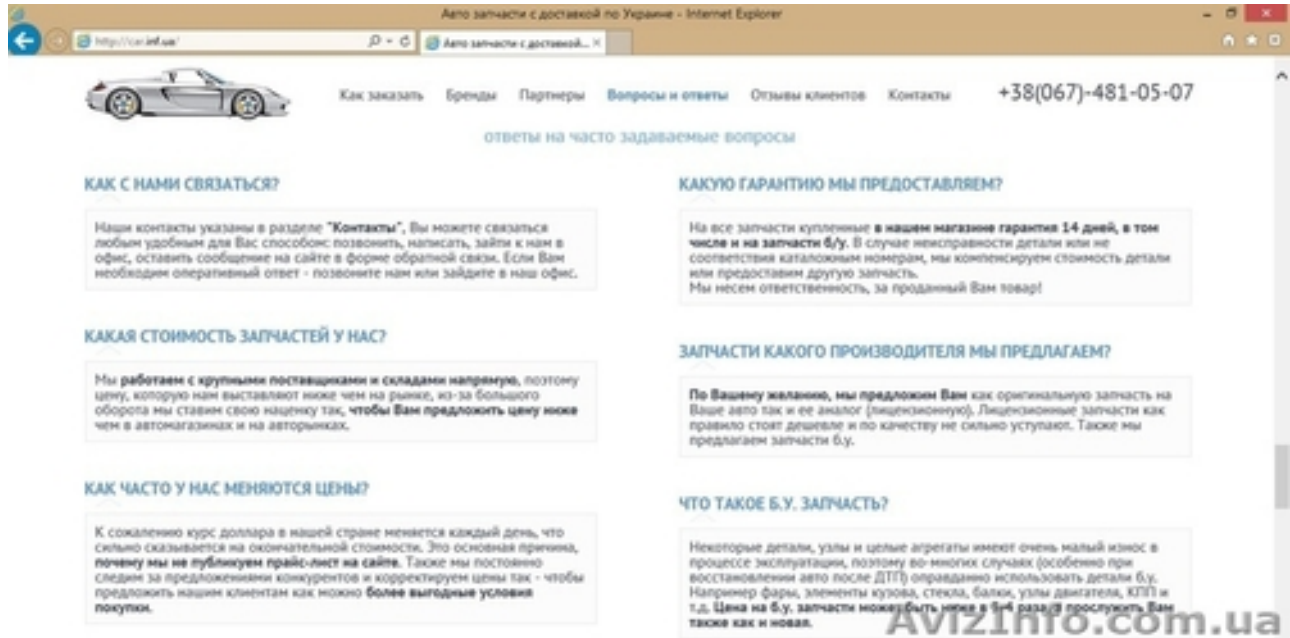 Авто запчасти с доставкой по Украине - Internet Explorer
http://car.inf.ua/
Авто запчасти с доставкой...
Как заказать Бренды Партнеры Вопросы и ответы Отзывы клиентов Контакты +38(067)-481-05-07
ответы на часто задаваемые вопросы
КАК С НАМИ СВЯЗАТЬСЯ?
Наши контакты указаны в разделе "Контакты", Вы можете связаться
любым удобным для Вас способом: позвонить, написать, зайти к нам в
офис, оставить сообщение на сайте в форме обратной связи. Если Вам
необходим оперативный ответ - позвоните нам или зайдите в наш офис.
КАКАЯ СТОИМОСТЬ ЗАПЧАСТЕЙ У НАС?
Мы работаем с крупными поставщиками и складами напрямую, поэтому
цену, которую нам выставляют ниже чем на рынке, из-за большого
оборота мы ставим свою наценку так, чтобы Вам предложить цену ниже
чем в автомагазинах и на авторынках.
КАК ЧАСТО У НАС МЕНЯЮТСЯ ЦЕНЫ?
К сожалению курс доллара в нашей стране меняется каждый день, что
сильно сказывается на окончательной стоимости. Это основная причина,
почему мы не публикуем прайс-лист на сайте. Также мы постоянно
следим за предложениями конкурентов и корректируем цены так - чтобы
предложить нашим клиентам как можно более выгодные условия
покупки.
КАКУЮ ГАРАНТИЮ МЫ ПРЕДОСТАВЛЯЕМ?
На все запчасти купленные в нашем магазине гарантия 14 дней, в том
числе и на запчасти б/у. В случае неисправности детали или не
соответствия каталожным номерам, мы компенсируем стоимость детали
или предоставим другую запчасть.
Мы несем ответственность, за проданный Вам товар!
ЗАПЧАСТИ КАКОГО ПРОИЗВОДИТЕЛЯ МЫ ПРЕДЛАГАЕМ?
По Вашему желанию, мы предложим Вам как оригинальную запчасть на
Ваше авто так и ее аналог (лицензионную). Лицензионные запчасти как
правило стоят дешевле и по качеству не сильно уступают. Также мы
предлагаем запчасти б.у.
ЧТО ТАКОЕ Б.У. ЗАПЧАСТЬ?
Некоторые детали, узлы и целые агрегаты имеют очень малый износ в
процессе эксплуатации, поэтому во-многих случаях (особенно при
восстановлении авто после ДТП) оправданно использовать детали б.у.
Например фары, элементы кузова, стекла, балки, узлы двигателя, КПП и
т.д. Цена на б.у. запчасти может быть ниже в раза, а прослужить Вам
также как и новая.
AvizInfo.com.ua